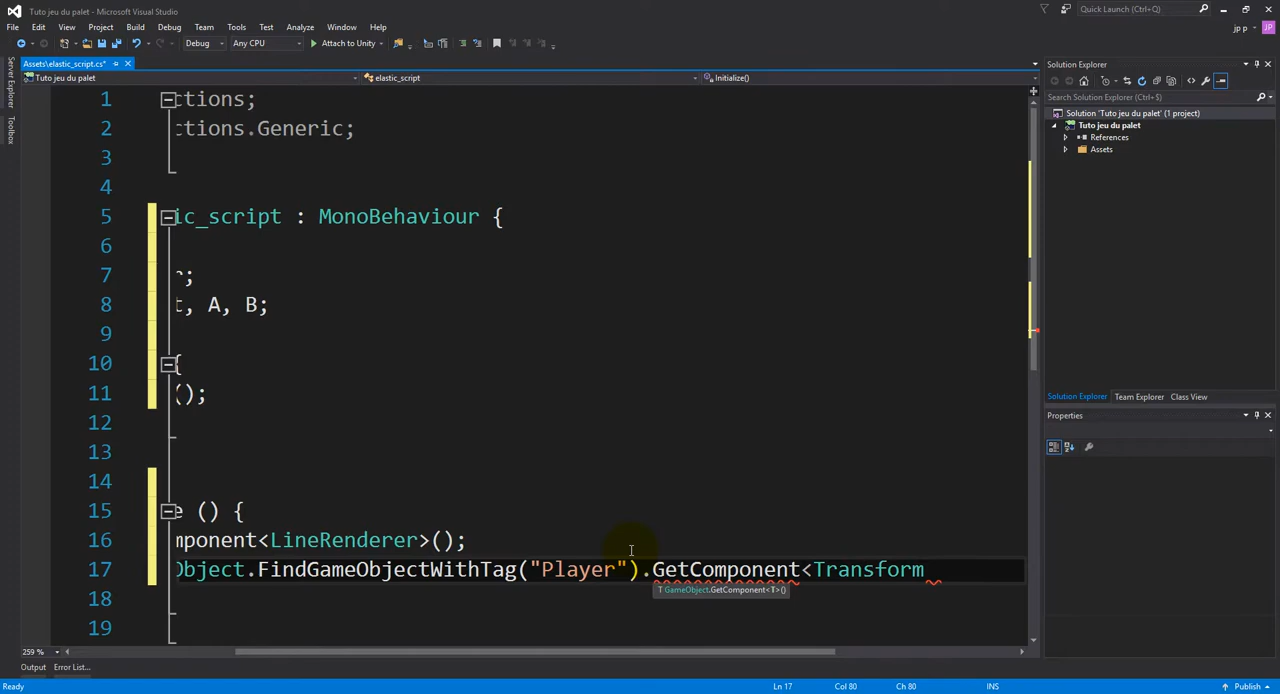 Tuto jeu du palet - Microsoft Visual Studio
Quick Launch (Ctrl+Q)
File Edit View Project Build Debug Team Tools Test Analyze Window Help
jp p
JP
Debug Any CPU Attach to Unity
Server Explorer
Toolbox
Assets\elastic_script.cs*
Tuto jeu du palet
elastic_script
Initialize()
1 ctions;
2 ctions.Generic;
3
4
5 ic_script : MonoBehaviour {
6
7 r;
8 t, A, B;
9
10 {
11 ();
12
13
14
15 e () {
16 mponent<LineRenderer>();
17 Object.FindGameObjectWithTag("Player").GetComponent<Transform
T GameObject.GetComponent<T>()
18
19
259 %
Solution Explorer
Search Solution Explorer (Ctrl+$)
Solution 'Tuto jeu du palet' (1 project)
Tuto jeu du palet
References
Assets
Solution Explorer Team Explorer Class View
Properties
Output Error List...
Ready
Ln 17
Col 80
Ch 80
INS
Publish